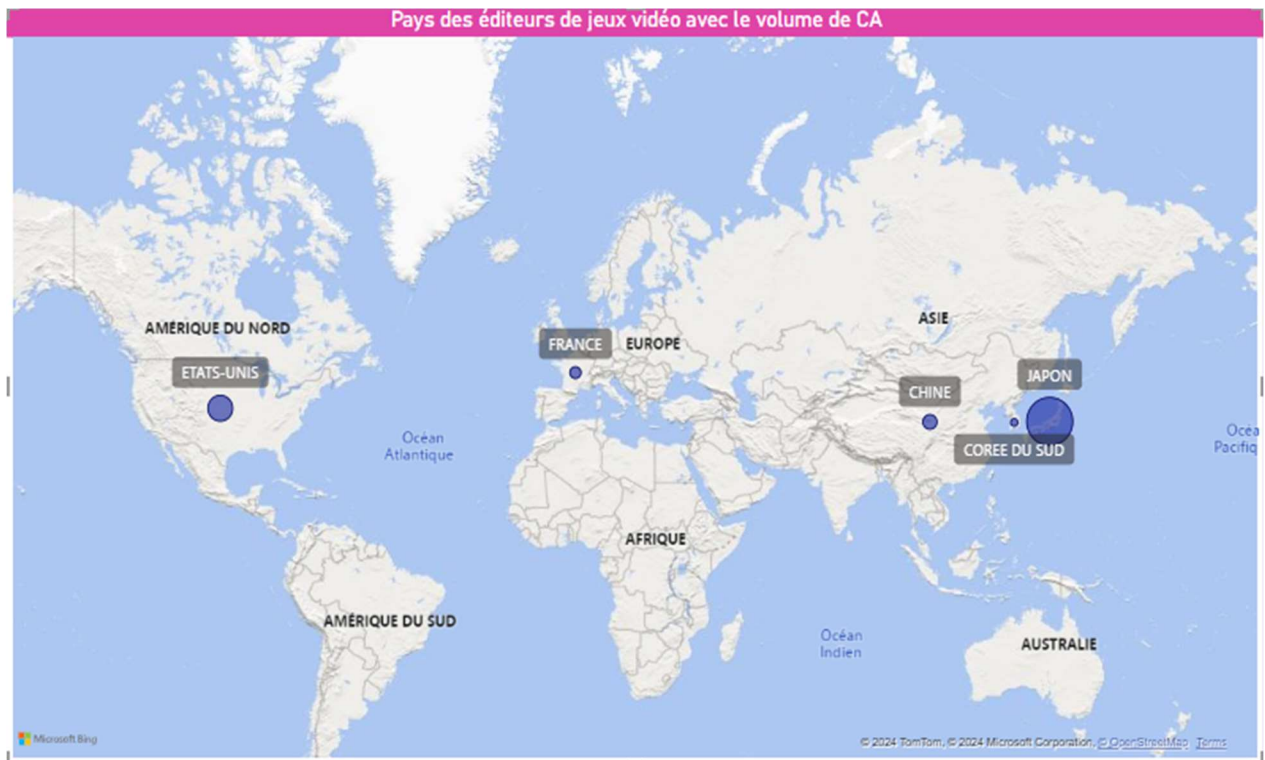 Pays des éditeurs de jeux vidéo avec le volume de CA
AMÉRIQUE DU NORD
ETATS-UNIS
FRANCE
EUROPE
ASIE
CHINE
JAPON
COREE DU SUD
Océan
Atlantique
Océa
Pacifiq
AFRIQUE
AMÉRIQUE DU SUD
Océan
Indien
AUSTRALIE
Microsoft Bing
© 2024 TomTom, © 2024 Microsoft Corporation, © OpenStreetMap Terms